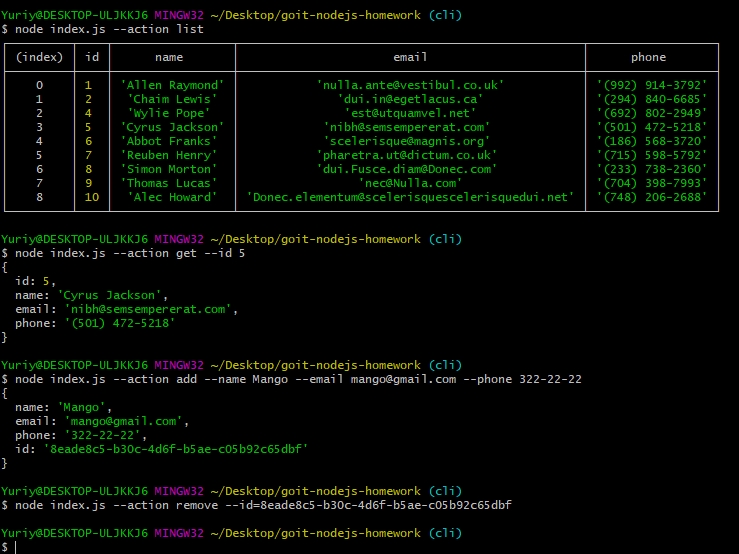 Yuriy@DESKTOP-ULJKKJ6 MINGW32 ~/Desktop/goit-nodejs-homework (cli)
$ node index.js --action list
(index) id name email phone
0 1 'Allen Raymond' 'nulla.ante@vestibul.co.uk' '(992) 914-3792'
1 2 'Chaim Lewis' 'dui.in@egetlacus.ca' '(294) 840-6685'
2 4 'Wylie Pope' 'est@utquamvel.net' '(692) 802-2949'
3 5 'Cyrus Jackson' 'nibh@semsempererat.com' '(501) 472-5218'
4 6 'Abbot Franks' 'scelerisque@magnis.org' '(186) 568-3720'
5 7 'Reuben Henry' 'pharetra.ut@dictum.co.uk' '(715) 598-5792'
6 8 'Simon Morton' 'dui.Fusce.diam@Donec.com' '(233) 738-2360'
7 9 'Thomas Lucas' 'nec@Nulla.com' '(704) 398-7993'
8 10 'Alec Howard' 'Donec.elementum@scelerisquescelerisquedui.net' '(748) 206-2688'
Yuriy@DESKTOP-ULJKKJ6 MINGW32 ~/Desktop/goit-nodejs-homework (cli)
$ node index.js --action get --id 5
{
id: 5,
name: 'Cyrus Jackson',
email: 'nibh@semsempererat.com',
phone: '(501) 472-5218'
}
Yuriy@DESKTOP-ULJKKJ6 MINGW32 ~/Desktop/goit-nodejs-homework (cli)
$ node index.js --action add --name Mango --email mango@gmail.com --phone 322-22-22
{
name: 'Mango',
email: 'mango@gmail.com',
phone: '322-22-22',
id: '8eade8c5-b30c-4d6f-b5ae-c05b92c65dbf'
}
Yuriy@DESKTOP-ULJKKJ6 MINGW32 ~/Desktop/goit-nodejs-homework (cli)
$ node index.js --action remove --id=8eade8c5-b30c-4d6f-b5ae-c05b92c65dbf
Yuriy@DESKTOP-ULJKKJ6 MINGW32 ~/Desktop/goit-nodejs-homework (cli)
$